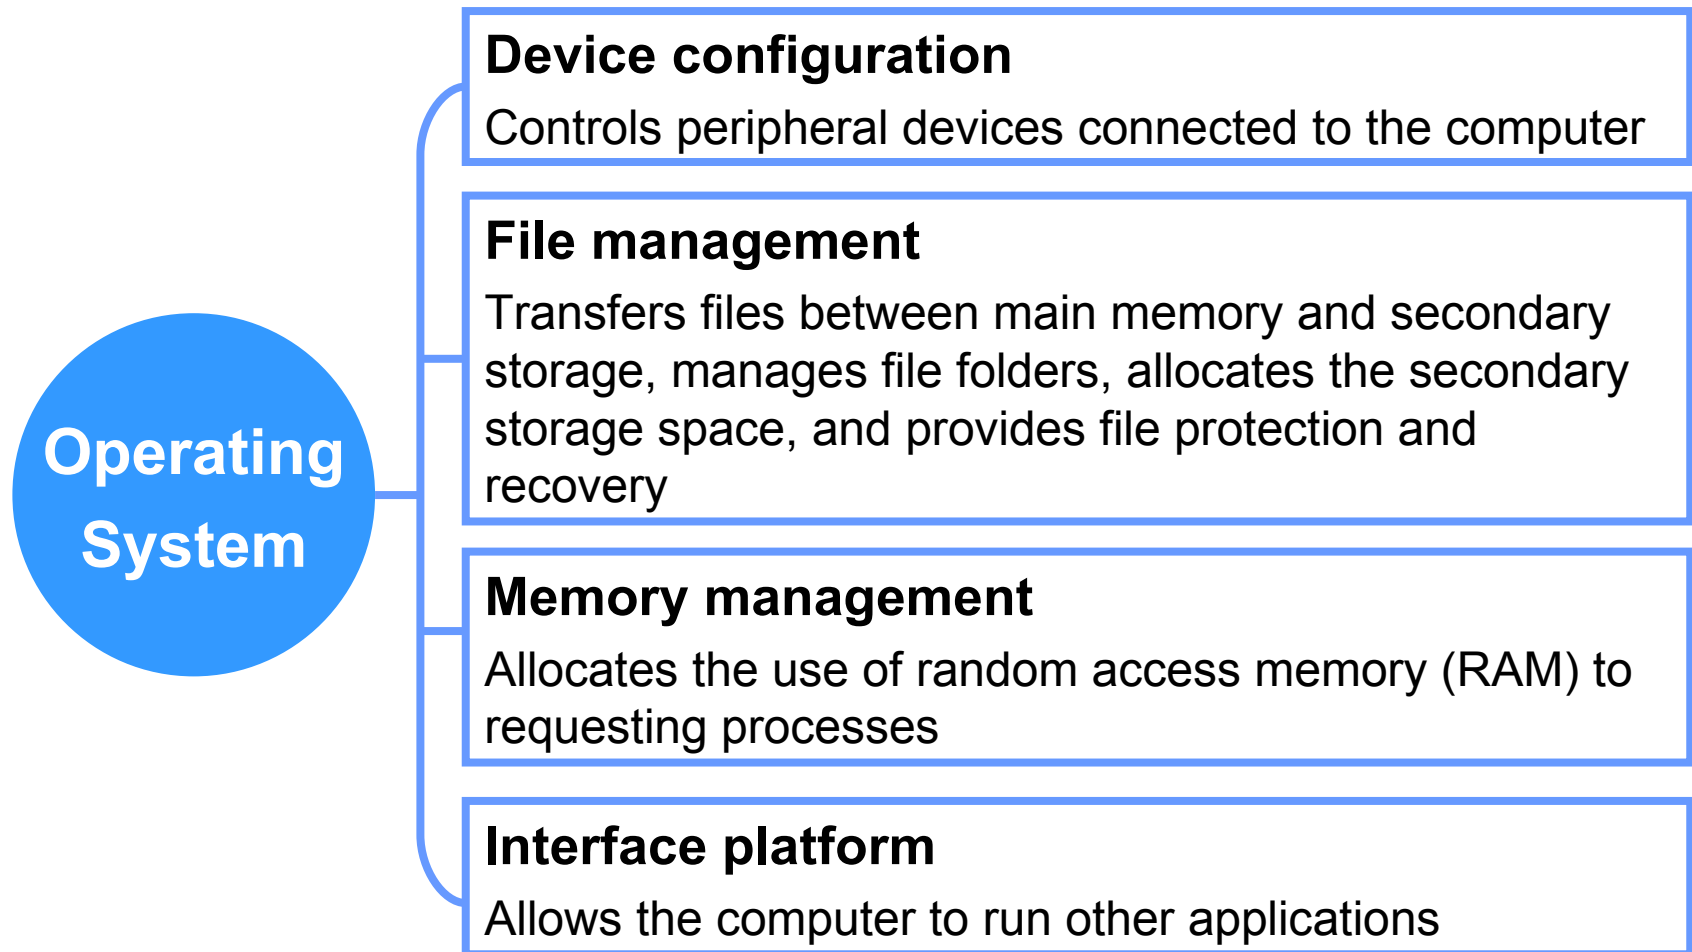 Operating
System
Device configuration
Controls peripheral devices connected to the computer
File management
Transfers files between main memory and secondary
storage, manages file folders, allocates the secondary
storage space, and provides file protection and
recovery
Memory management
Allocates the use of random access memory (RAM) to
requesting processes
Interface platform
Allows the computer to run other applications